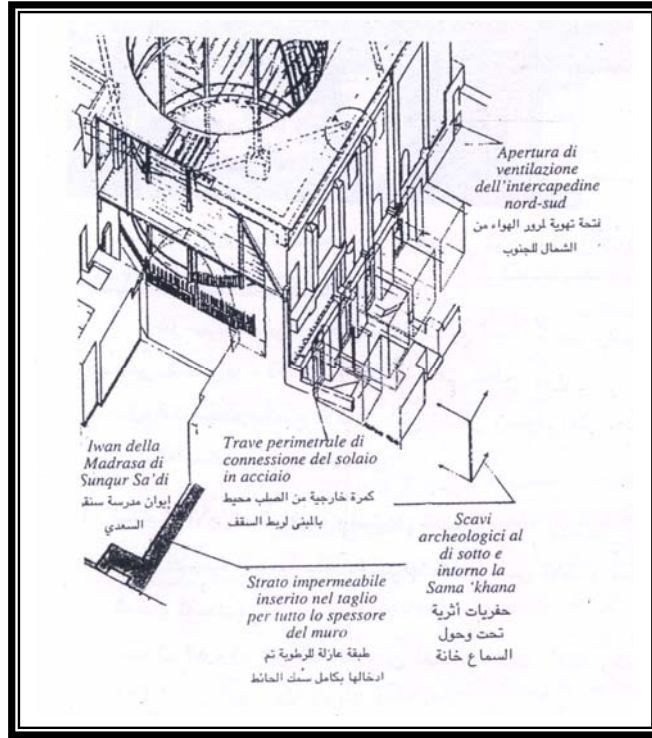 Apertura di
ventilazione
dell'intercapedine
nord-sud
فتحة تهوية لمرور الهواء من
الشمال للجنوب
Iwan della
Madrasa di
Sunqur Sa'di
إيوان مدرسة سنقر
السعدي
Trave perimetrale di
connessione del solaio
in acciaio
كمرة خارجية من الصلب محيط
بالمبنى لربط السقف
Scavi
archeologici al
di sotto e
intorno la
Sama 'khana
حفريات أثرية
تحت وحول
السماع خانة
Strato impermeabile
inserito nel taglio
per tutto lo spessore
del muro
طبقة عازلة للرطوبة تم
ادخالها بكامل سمك الحائط